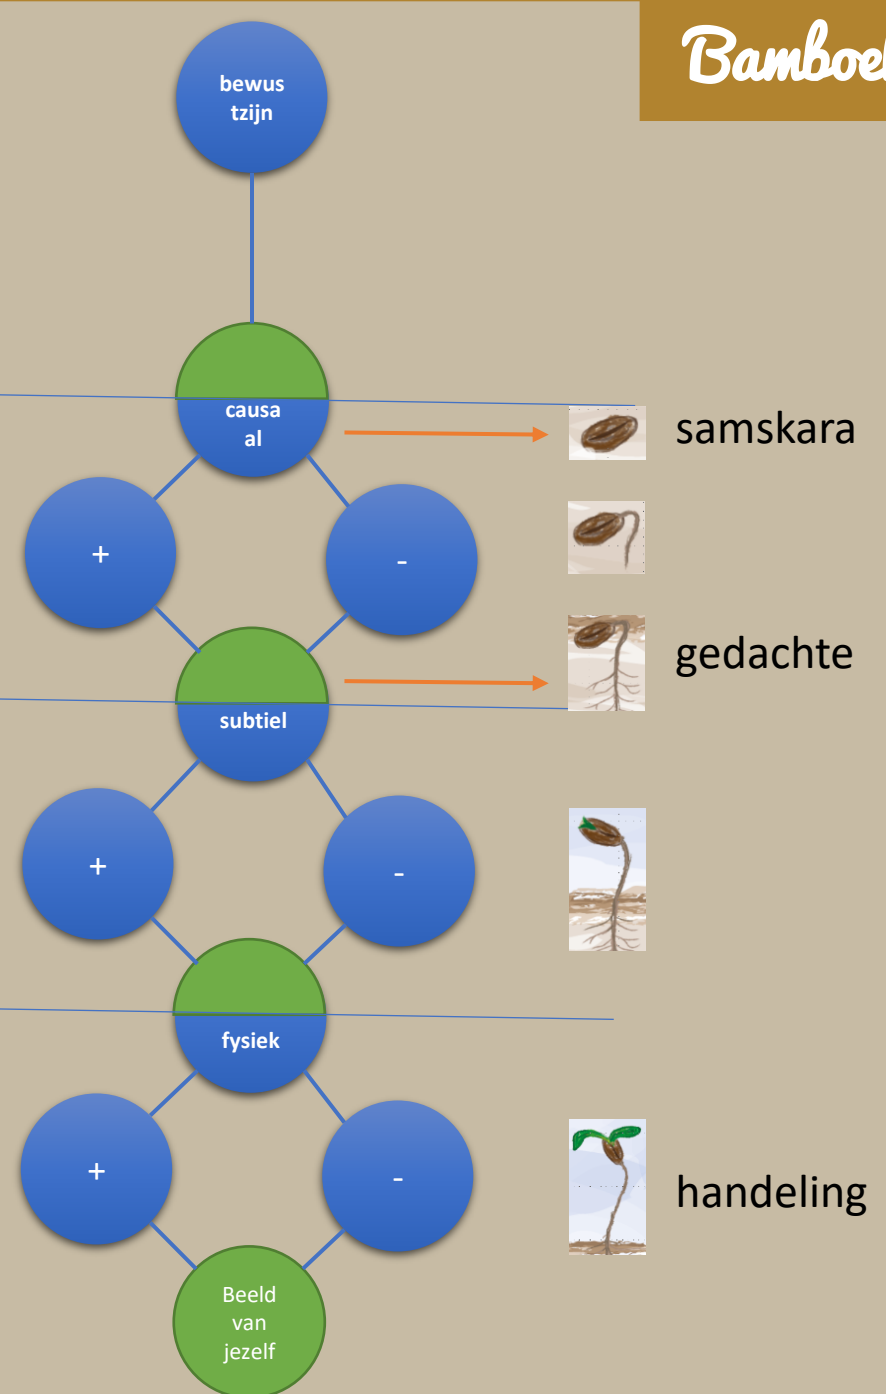 Bamboe
bewus
tzijn
causa
al
samskara
+
-
gedachte
subtiel
+
-
fysiek
+
-
handeling
Beeld
van
jezelf